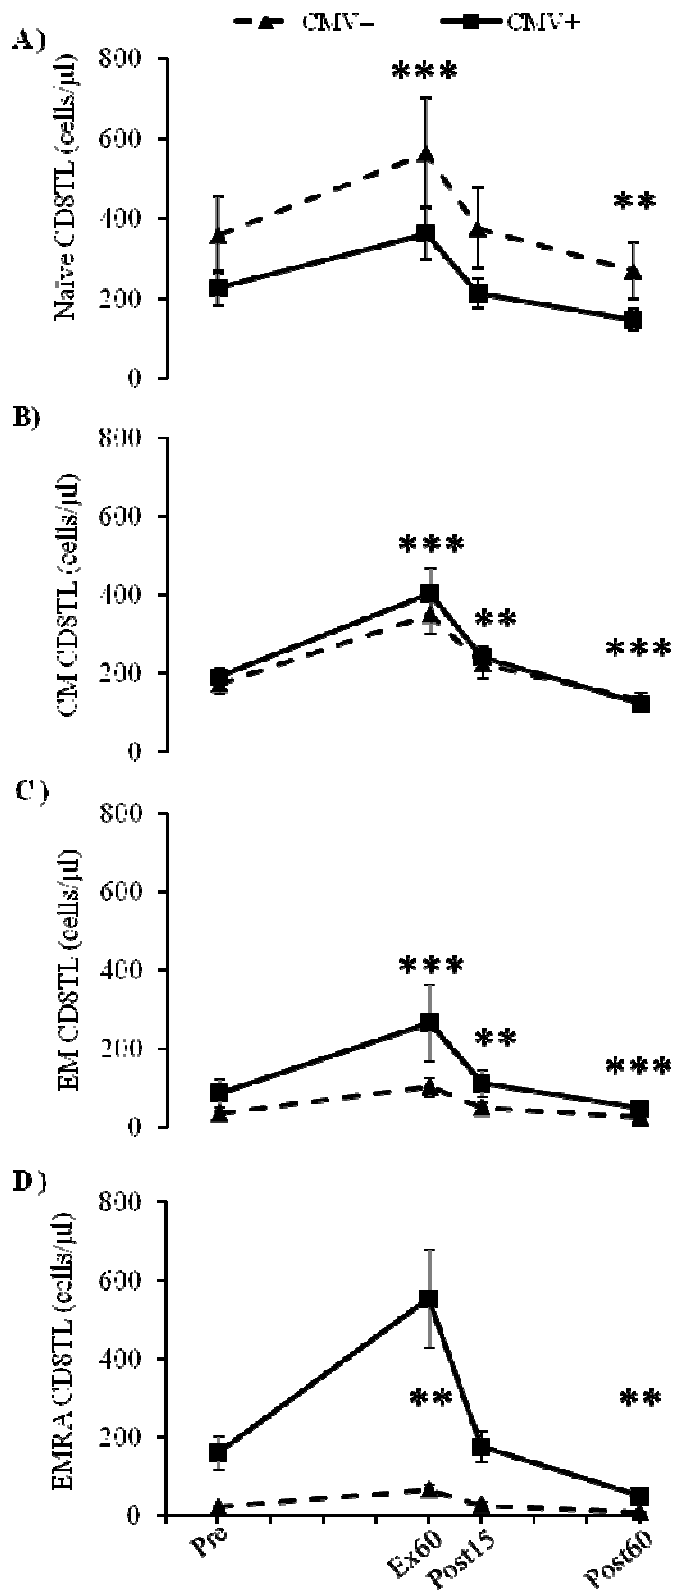 CMV− CMV+
A)
Naïve CD8TL (cells/µl)
800
600
400
200
0
***
**
B)
CM CD8TL (cells/µl)
800
600
400
200
0
***
**
***
C)
EM CD8TL (cells/µl)
800
600
400
200
0
***
**
***
D)
EMRA CD8TL (cells/µl)
800
600
400
200
0
**
**
Pre
Ex60
Post15
Post60